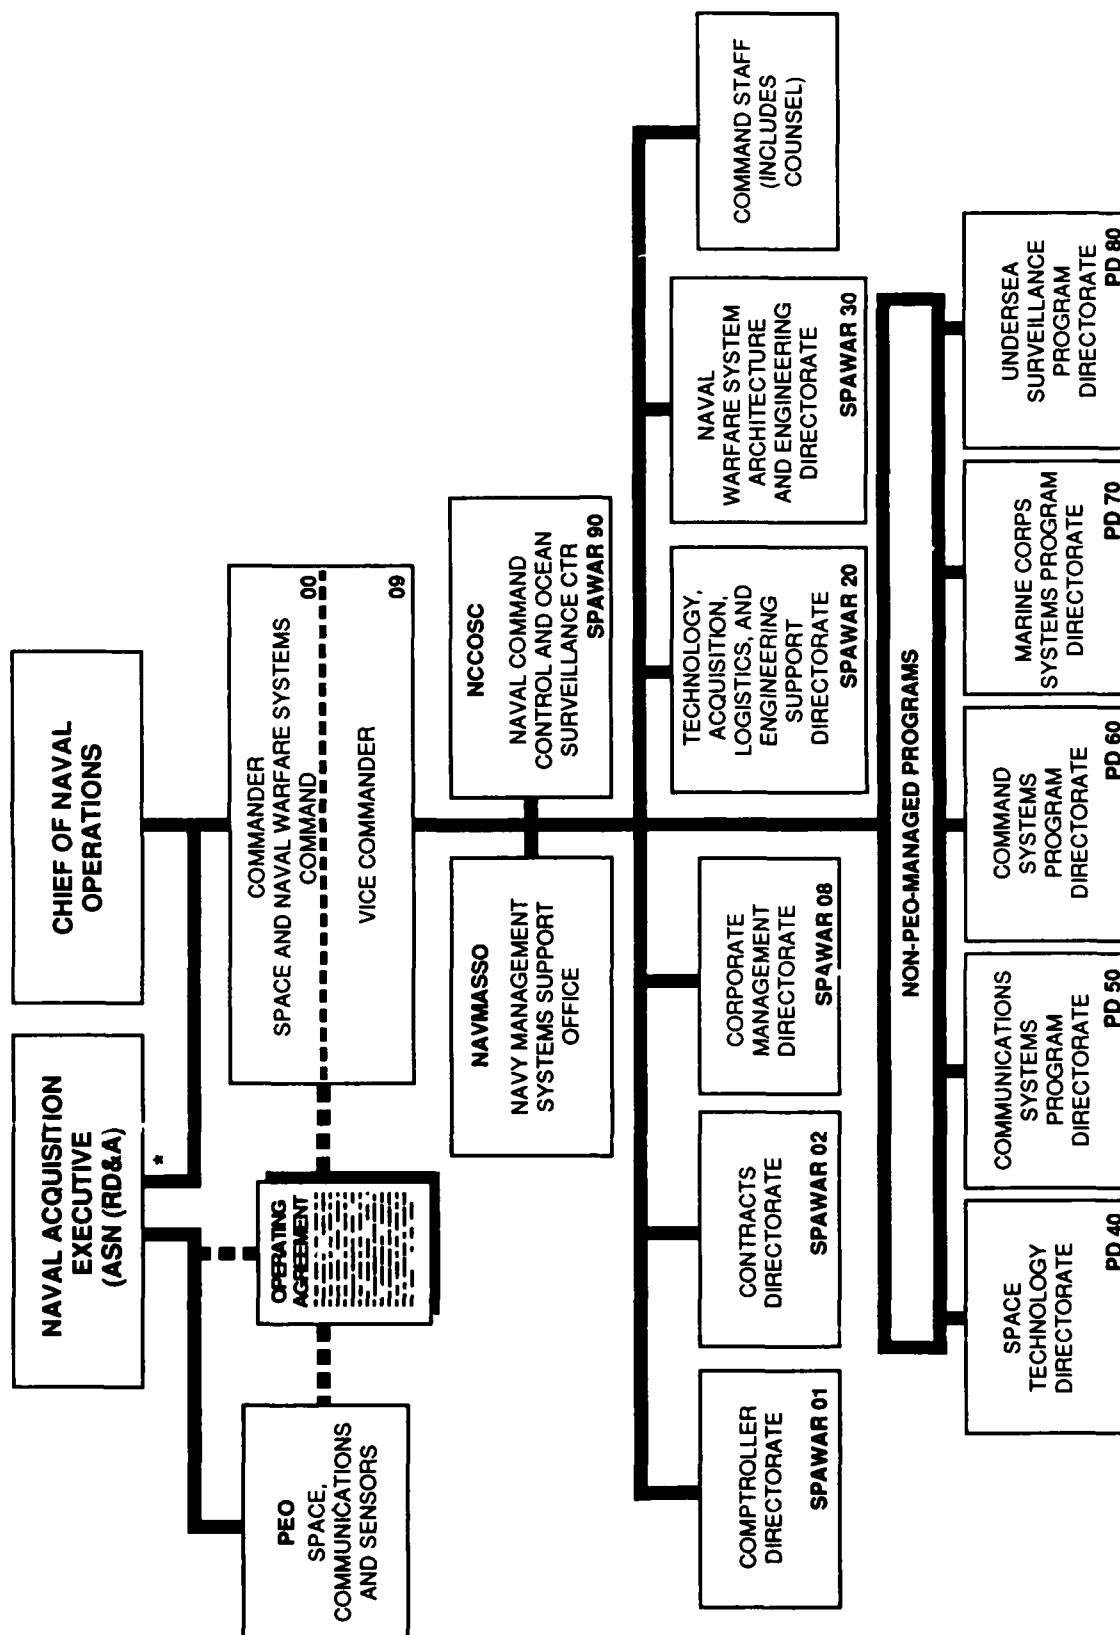 NAVAL ACQUISITION
EXECUTIVE
(ASN (RD&A)
*
CHIEF OF NAVAL
OPERATIONS
PEO
SPACE,
COMMUNICATIONS
AND SENSORS
OPERATING
AGREEMENT
COMMANDER
SPACE AND NAVAL WARFARE SYSTEMS
COMMAND
00
VICE COMMANDER
09
NAVMASSO
NAVY MANAGEMENT
SYSTEMS SUPPORT
OFFICE
NCCOSC
NAVAL COMMAND
CONTROL AND OCEAN
SURVEILLANCE CTR
SPAWAR 90
COMPTROLLER
DIRECTORATE
SPAWAR 01
CONTRACTS
DIRECTORATE
SPAWAR 02
CORPORATE
MANAGEMENT
DIRECTORATE
SPAWAR 08
TECHNOLOGY,
ACQUISITION,
LOGISTICS, AND
ENGINEERING
SUPPORT
DIRECTORATE
SPAWAR 20
NAVAL
WARFARE SYSTEM
ARCHITECTURE
AND ENGINEERING
DIRECTORATE
SPAWAR 30
COMMAND STAFF
(INCLUDES
COUNSEL)
NON-PEO-MANAGED PROGRAMS
SPACE
TECHNOLOGY
DIRECTORATE
PD 40
COMMUNICATIONS
SYSTEMS
PROGRAM
DIRECTORATE
PD 50
COMMAND
SYSTEMS
PROGRAM
DIRECTORATE
PD 60
MARINE CORPS
SYSTEMS PROGRAM
DIRECTORATE
PD 70
UNDERSEA
SURVEILLANCE
PROGRAM
DIRECTORATE
PD 80